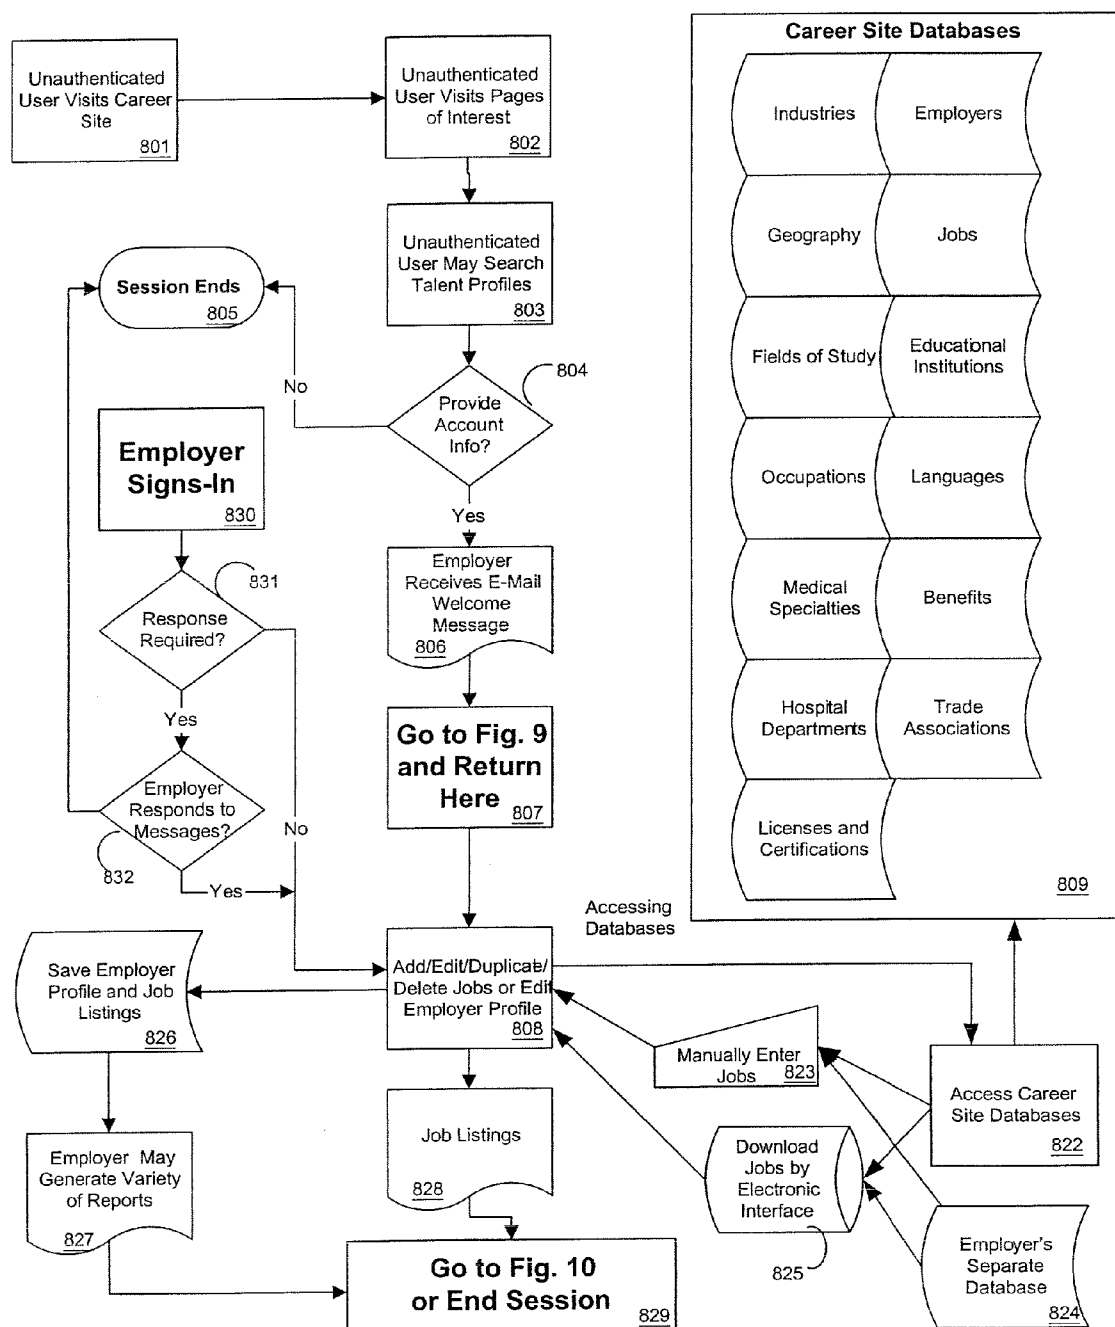 Unauthenticated
User Visits Career
Site
801
Unauthenticated
User Visits Pages
of Interest
802
Unauthenticated
User May Search
Talent Profiles
803
Session Ends
805
No
804
Provide
Account
Info?
Yes
Employer
Signs-In
830
831
Response
Required?
Yes
No
Employer
Responds to
Messages?
832
Yes
Employer
Receives E-Mail
Welcome
Message
806
Go to Fig. 9
and Return
Here
807
Career Site Databases
Industries
Employers
Geography
Jobs
Fields of Study
Educational
Institutions
Occupations
Languages
Medical
Specialties
Benefits
Hospital
Departments
Trade
Associations
Licenses and
Certifications
809
Accessing
Databases
Save Employer
Profile and Job
Listings
826
Add/Edit/Duplicate/
Delete Jobs or Edit
Employer Profile
808
Manually Enter
Jobs
823
Access Career
Site Databases
822
Employer May
Generate Variety
of Reports
827
Job Listings
828
Download
Jobs by
Electronic
Interface
825
Employer's
Separate
Database
824
Go to Fig. 10
or End Session
829